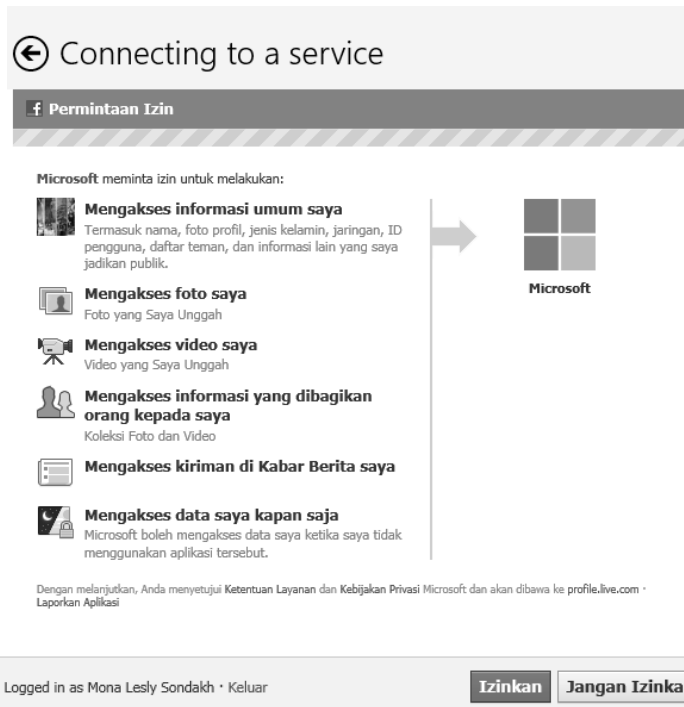 Connecting to a service
f Permintaan Izin
Microsoft meminta izin untuk melakukan:
Mengakses informasi umum saya
Termasuk nama, foto profil, jenis kelamin, jaringan, ID
pengguna, daftar teman, dan informasi lain yang saya
jadikan publik.
Mengakses foto saya
Foto yang Saya Unggah
Mengakses video saya
Video yang Saya Unggah
Mengakses informasi yang dibagikan
orang kepada saya
Koleksi Foto dan Video
Mengakses kiriman di Kabar Berita saya
Mengakses data saya kapan saja
Microsoft boleh mengakses data saya ketika saya tidak
menggunakan aplikasi tersebut.
Microsoft
Dengan melanjutkan, Anda menyetujui Ketentuan Layanan dan Kebijakan Privasi Microsoft dan akan dibawa ke profile.live.com ·
Laporkan Aplikasi
Logged in as Mona Lesly Sondakh · Keluar
Izinkan
Jangan Izinka